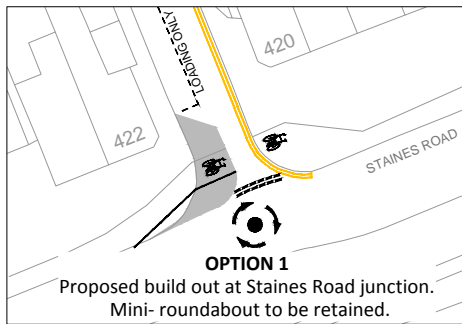 LOADING ONLY
420
422
STAINES ROAD
OPTION 1
Proposed build out at Staines Road junction.
Mini- roundabout to be retained.